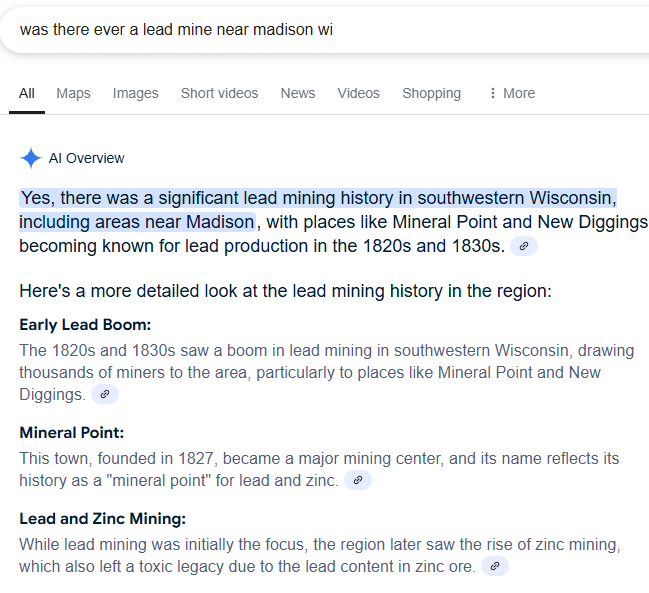 was there ever a lead mine near madison wi
All Maps Images Short videos News Videos Shopping More
AI Overview
Yes, there was a significant lead mining history in southwestern Wisconsin,
including areas near Madison, with places like Mineral Point and New Diggings
becoming known for lead production in the 1820s and 1830s.
Here's a more detailed look at the lead mining history in the region:
Early Lead Boom:
The 1820s and 1830s saw a boom in lead mining in southwestern Wisconsin, drawing
thousands of miners to the area, particularly to places like Mineral Point and New
Diggings.
Mineral Point:
This town, founded in 1827, became a major mining center, and its name reflects its
history as a "mineral point" for lead and zinc.
Lead and Zinc Mining:
While lead mining was initially the focus, the region later saw the rise of zinc mining,
which also left a toxic legacy due to the lead content in zinc ore.